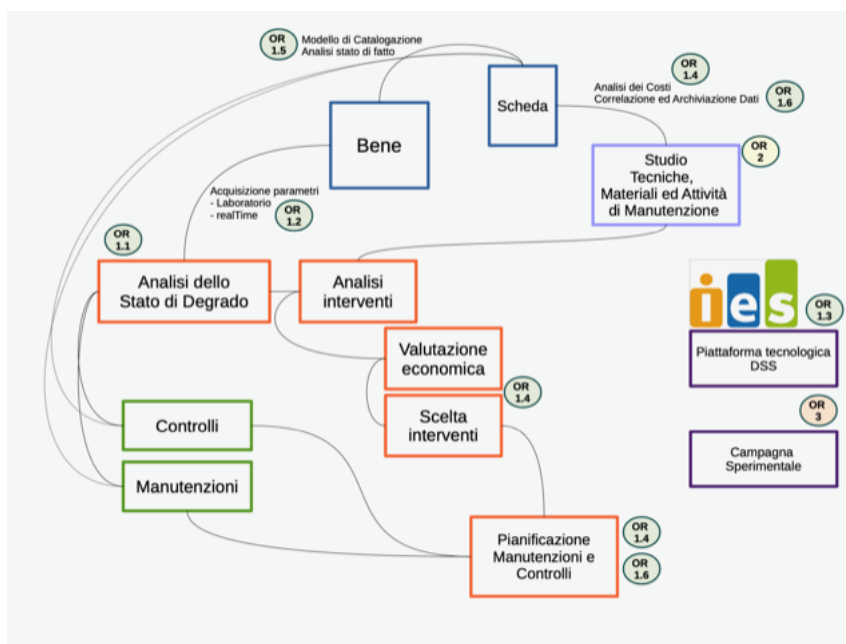 OR
1.5
Modello di Catalogazione
Analisi stato di fatto
OR
1.4
Analisi dei Costi
Correlazione ed Archiviazione Dati
OR
1.6
Scheda
Bene
OR
2
Studio
Tecniche,
Materiali ed Attività
di Manutenzione
Acquisizione parametri
- Laboratorio
- realTime
OR
1.2
OR
1.1
Analisi dello
Stato di Degrado
Analisi
interventi
ies
OR
1.3
Piattaforma tecnologica
DSS
Valutazione
economica
OR
1.4
Scelta
interventi
OR
3
Campagna
Sperimentale
Controlli
Manutenzioni
Pianificazione
Manutenzioni e
Controlli
OR
1.4
OR
1.6